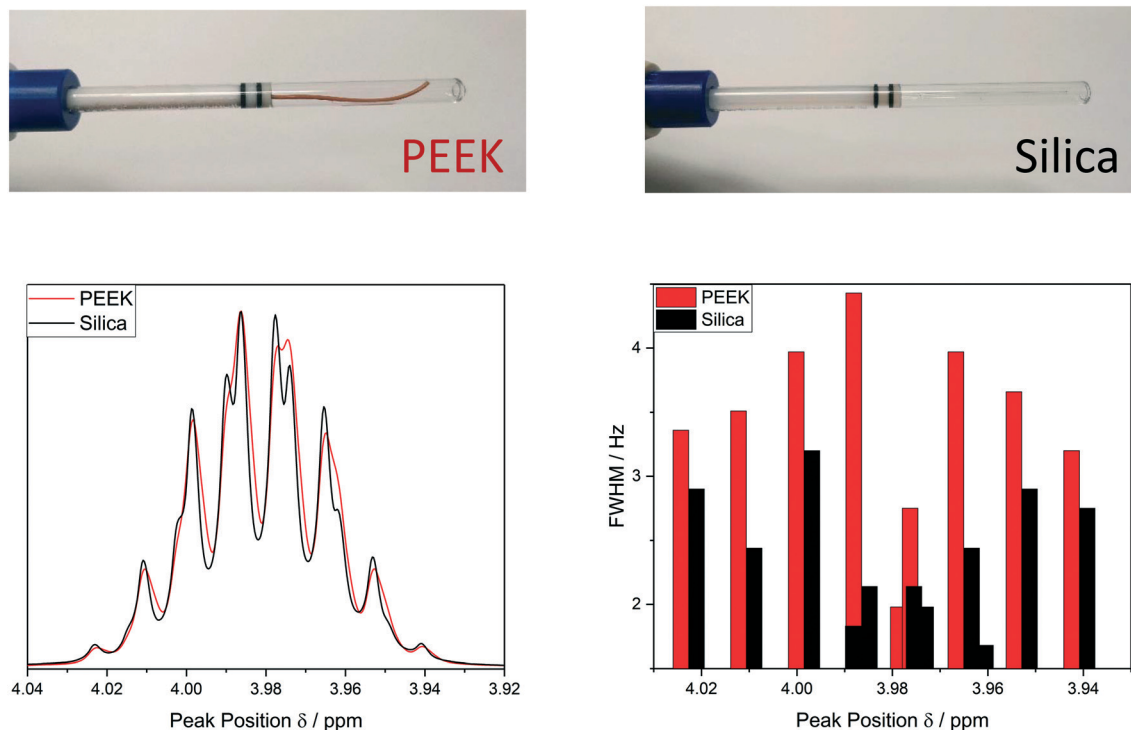 PEEK
Silica
PEEK
Silica
4.04
4.02
4.00
3.98
3.96
3.94
3.92
Peak Position δ / ppm
PEEK
Silica
4
3
2
FWHM / Hz
4.02
4.00
3.98
3.96
3.94
Peak Position δ / ppm